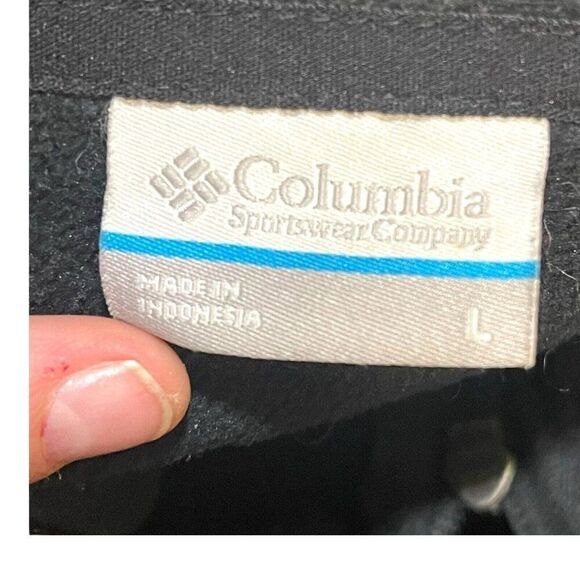 Columbia
Sportswear Company
MADE IN
INDONESIA
L